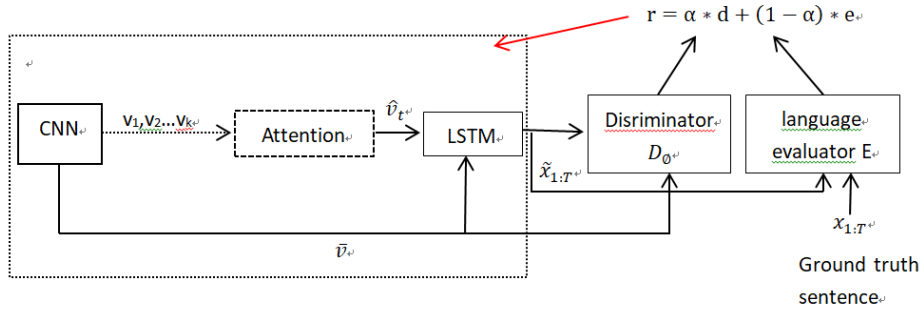 r = α ∗ d + (1 − α) ∗ e
CNN
v₁,v₂...vₖ
Attention
v̂ₜ
LSTM
x̃₁:T
Disriminator
D∅
language
evaluator E
v̄
x₁:T
Ground truth
sentence